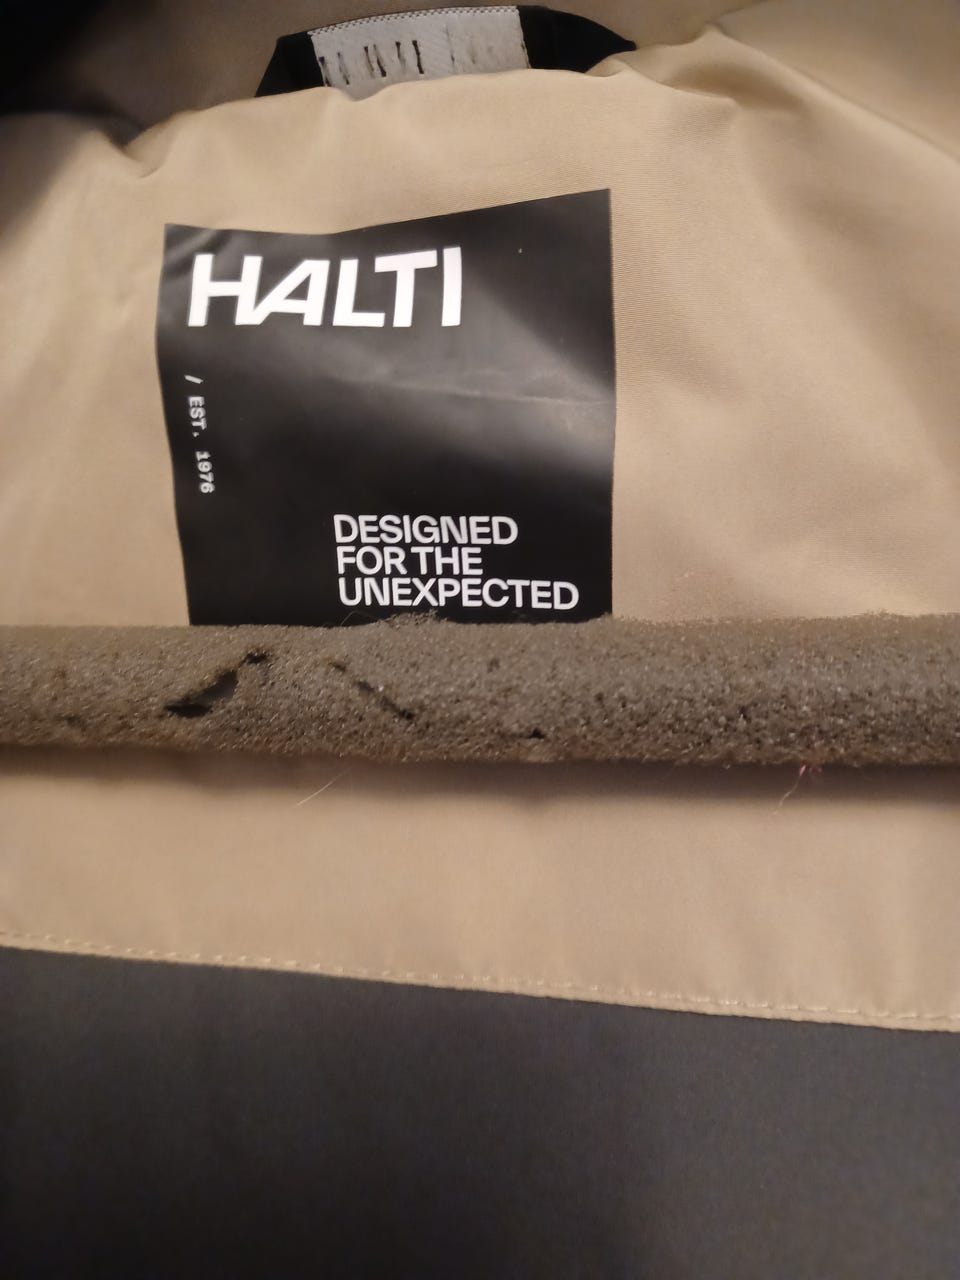 HALTI
/ EST. 1976
DESIGNED
FOR THE
UNEXPECTED